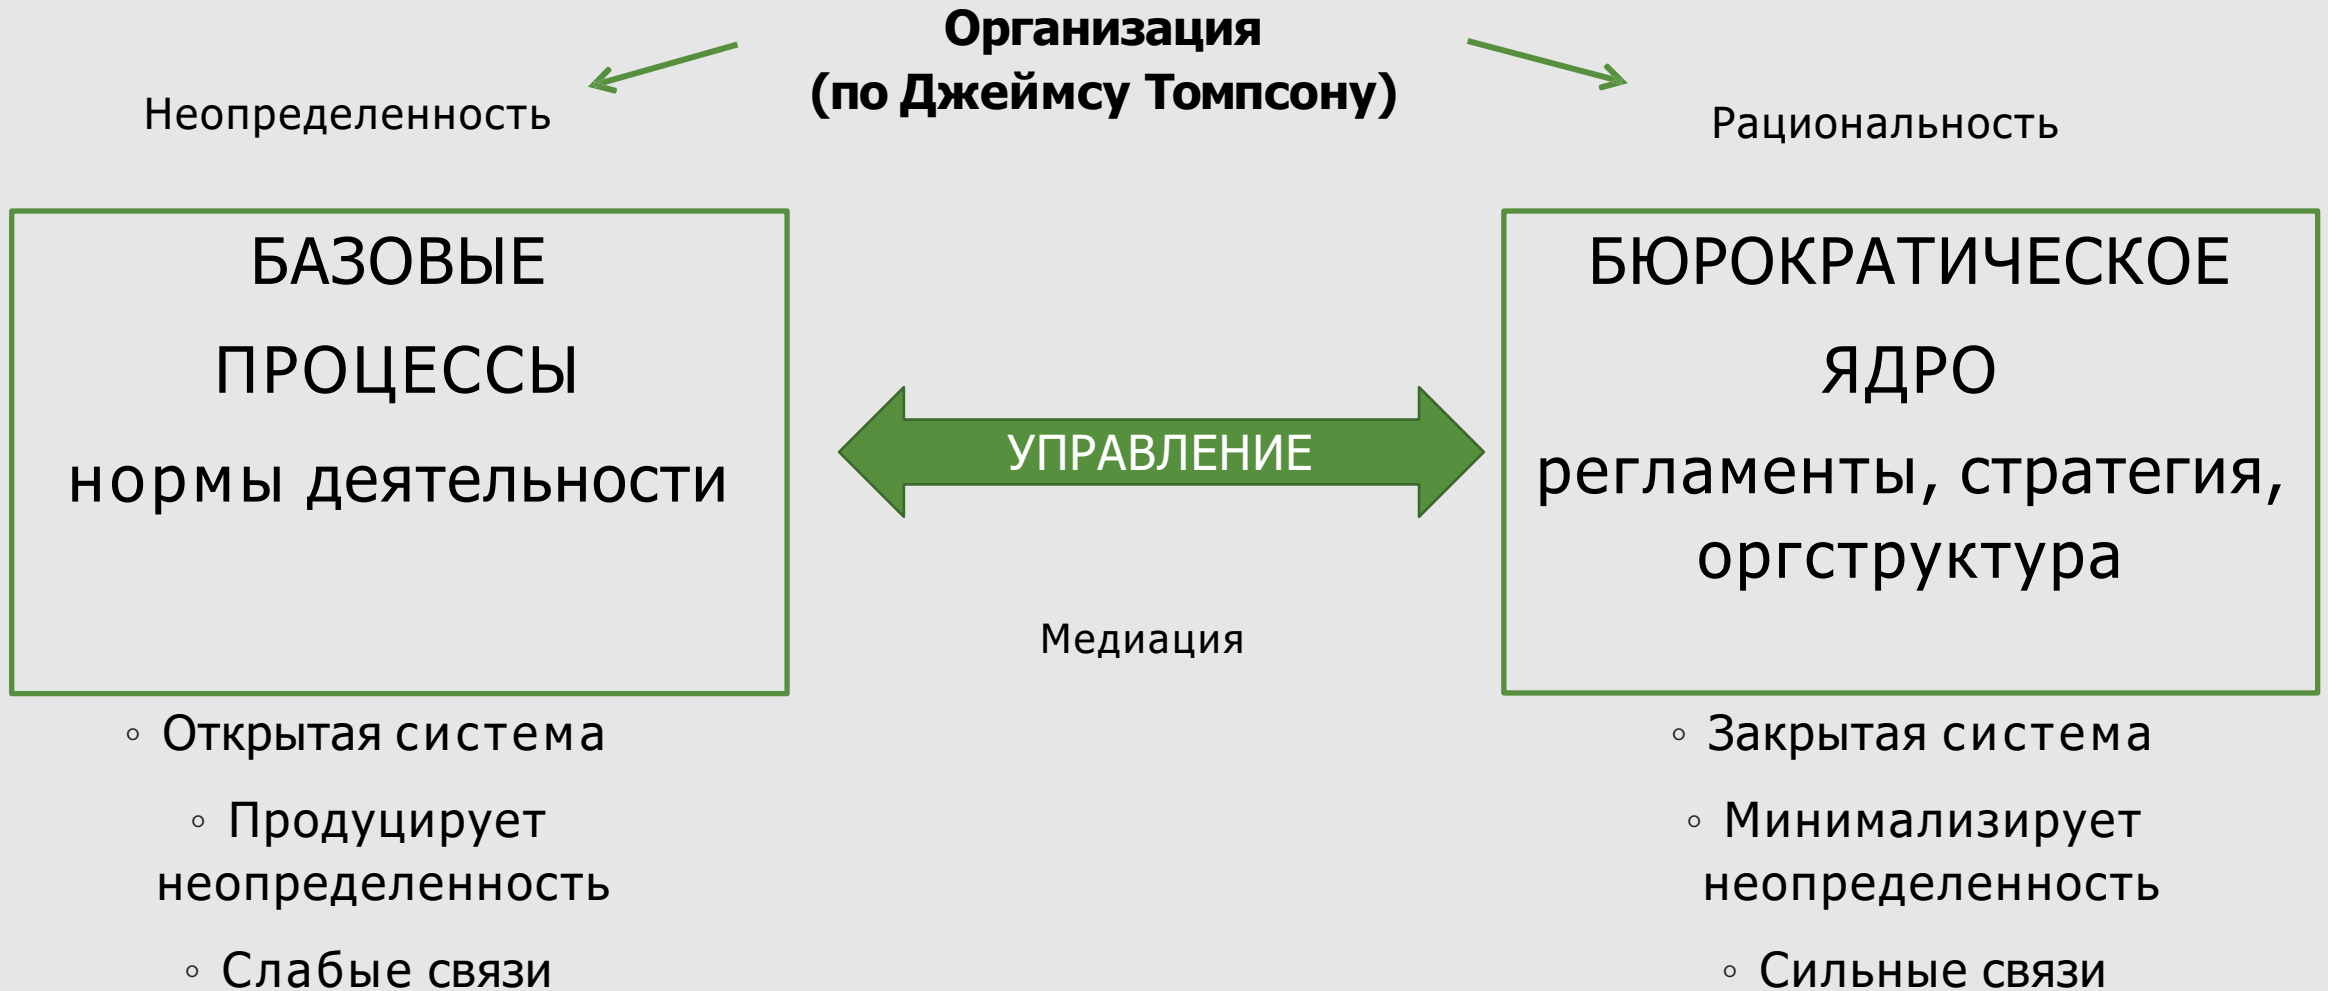 Организация
(по Джеймсу Томпсону)
Неопределенность
Рациональность
БАЗОВЫЕ
ПРОЦЕССЫ
нормы деятельности
УПРАВЛЕНИЕ
Медиация
БЮРОКРАТИЧЕСКОЕ
ЯДРО
регламенты, стратегия,
оргструктура
◦ Открытая система
◦ Продуцирует
неопределенность
◦ Слабые связи
◦ Закрытая система
◦ Минимализирует
неопределенность
◦ Сильные связи